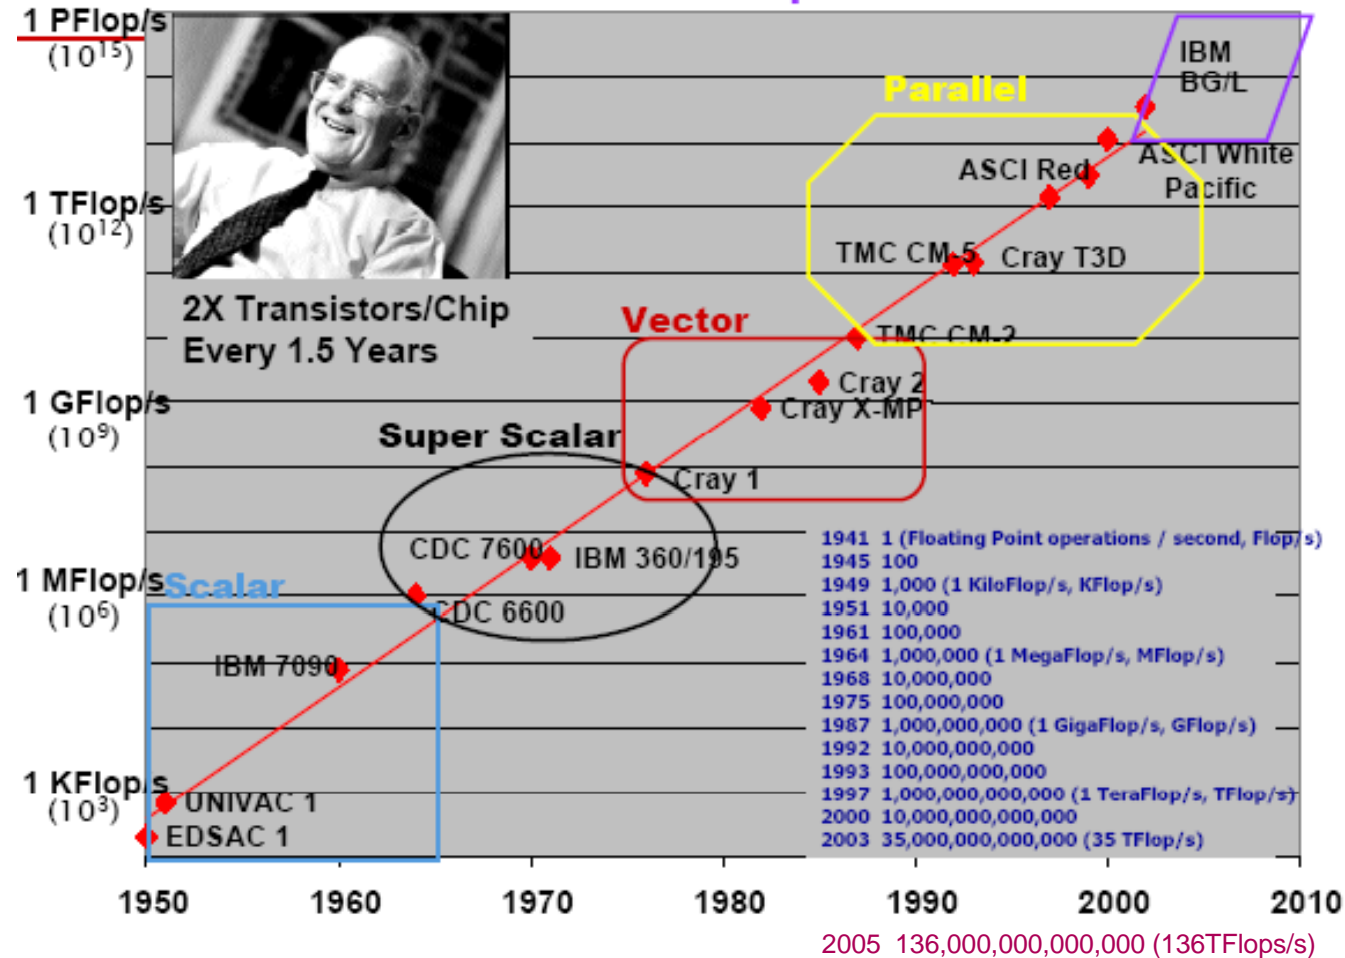 1 PFlop/s
(10¹⁵)
IBM
BG/L
Parallel
ASCI White
ASCI Red
Pacific
1 TFlop/s
(10¹²)
TMC CM-5
Cray T3D
2X Transistors/Chip
Every 1.5 Years
Vector
TMC CM-2
Cray 2
1 GFlop/s
(10⁹)
Cray X-MP
Super Scalar
Cray 1
CDC 7600
IBM 360/195
1 MFlop/s
(10⁶)
Scalar
CDC 6600
IBM 7090
1941 1 (Floating Point operations / second, Flop/s)
1945 100
1949 1,000 (1 KiloFlop/s, KFlop/s)
1951 10,000
1961 100,000
1964 1,000,000 (1 MegaFlop/s, MFlop/s)
1968 10,000,000
1975 100,000,000
1987 1,000,000,000 (1 GigaFlop/s, GFlop/s)
1992 10,000,000,000
1993 100,000,000,000
1997 1,000,000,000,000 (1 TeraFlop/s, TFlop/s)
2000 10,000,000,000,000
2003 35,000,000,000,000 (35 TFlop/s)
1 KFlop/s
(10³)
UNIVAC 1
EDSAC 1
1950 1960 1970 1980 1990 2000 2010
2005 136,000,000,000,000 (136TFlops/s)